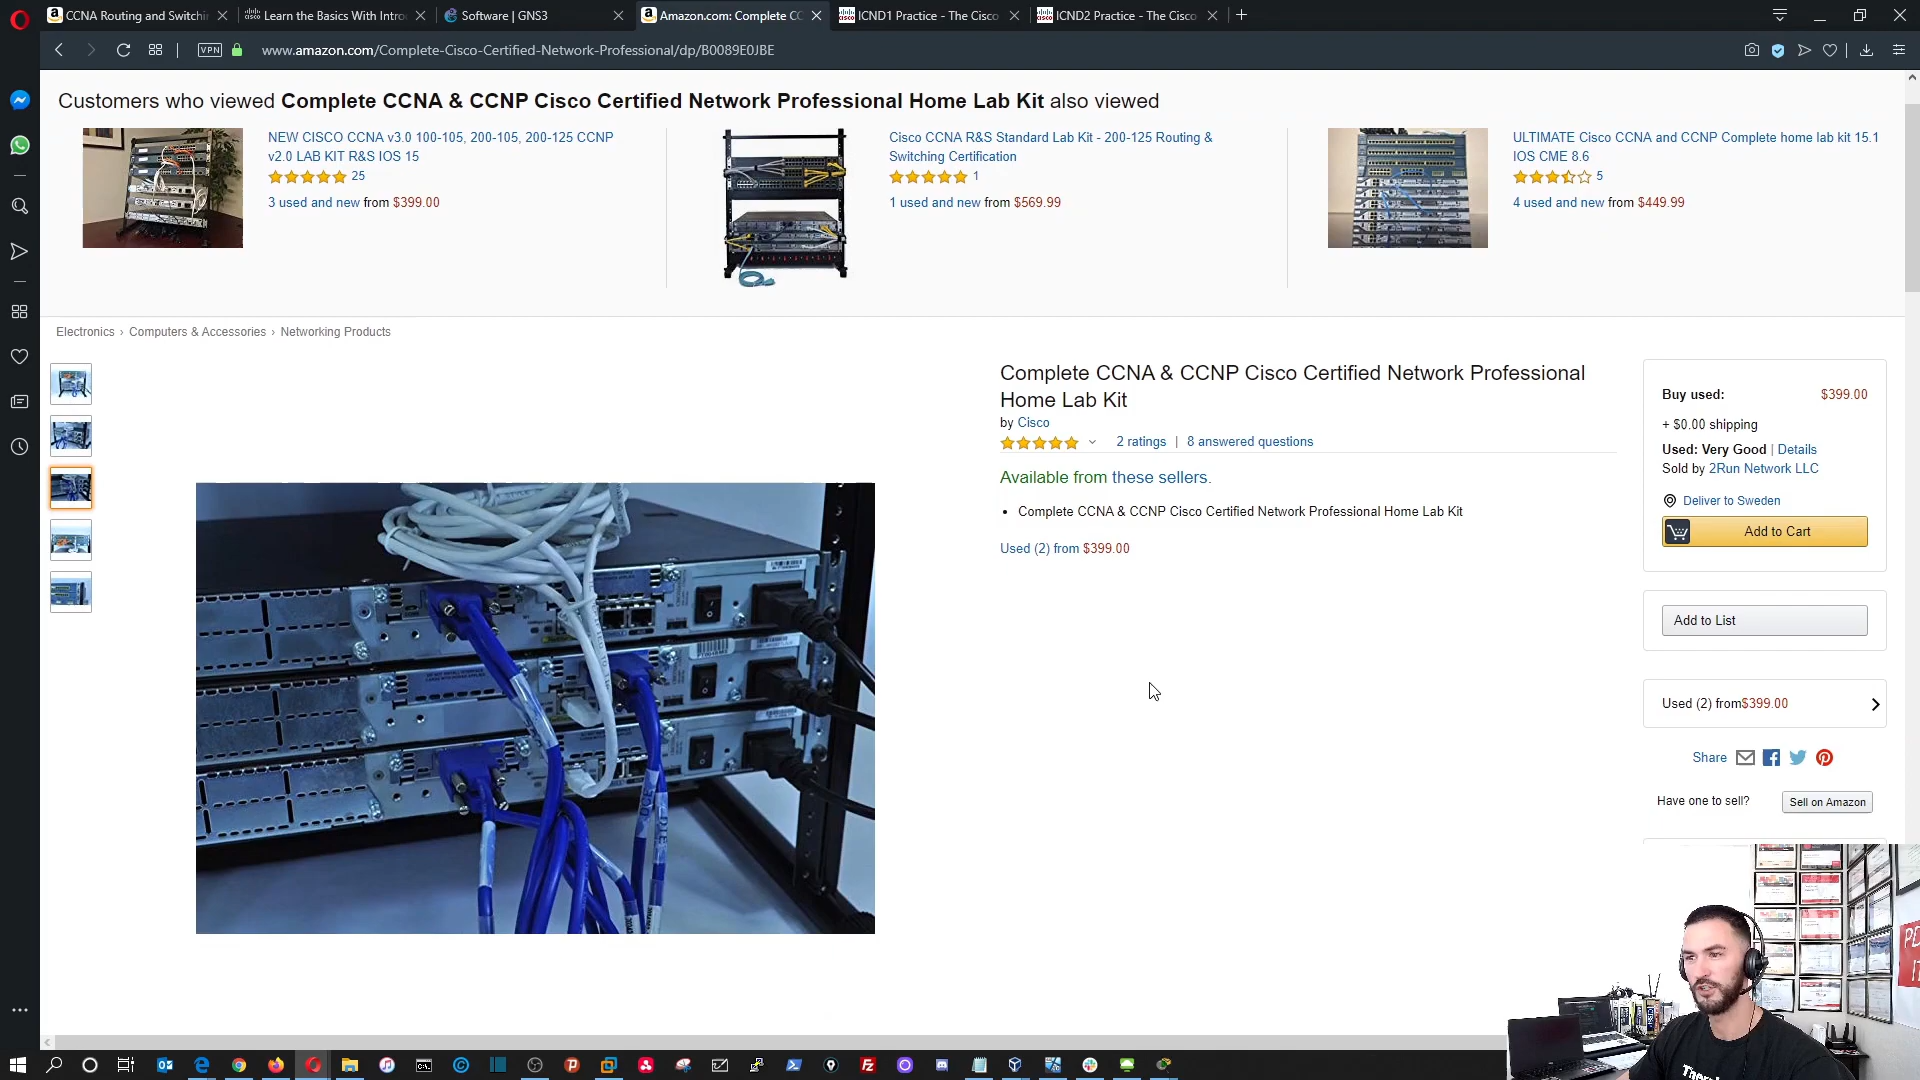 CCNA Routing and Switchi
Learn the Basics With Intro
Software | GNS3
Amazon.com: Complete CC
ICND1 Practice - The Cisco
ICND2 Practice - The Cisco
VPN
www.amazon.com/Complete-Cisco-Certified-Network-Professional/dp/B0089E0JBE
Customers who viewed Complete CCNA & CCNP Cisco Certified Network Professional Home Lab Kit also viewed
NEW CISCO CCNA v3.0 100-105, 200-105, 200-125 CCNP
v2.0 LAB KIT R&S IOS 15
25
3 used and new from $399.00
Cisco CCNA R&S Standard Lab Kit - 200-125 Routing &
Switching Certification
1
1 used and new from $569.99
ULTIMATE Cisco CCNA and CCNP Complete home lab kit 15.1
IOS CME 8.6
5
4 used and new from $449.99
Electronics › Computers & Accessories › Networking Products
Complete CCNA & CCNP Cisco Certified Network Professional
Home Lab Kit
by Cisco
2 ratings | 8 answered questions
Available from these sellers.
• Complete CCNA & CCNP Cisco Certified Network Professional Home Lab Kit
Used (2) from $399.00
Buy used: $399.00
+ $0.00 shipping
Used: Very Good | Details
Sold by 2Run Network LLC
Deliver to Sweden
Add to Cart
Add to List
Used (2) from$399.00
Share
Have one to sell?
Sell on Amazon